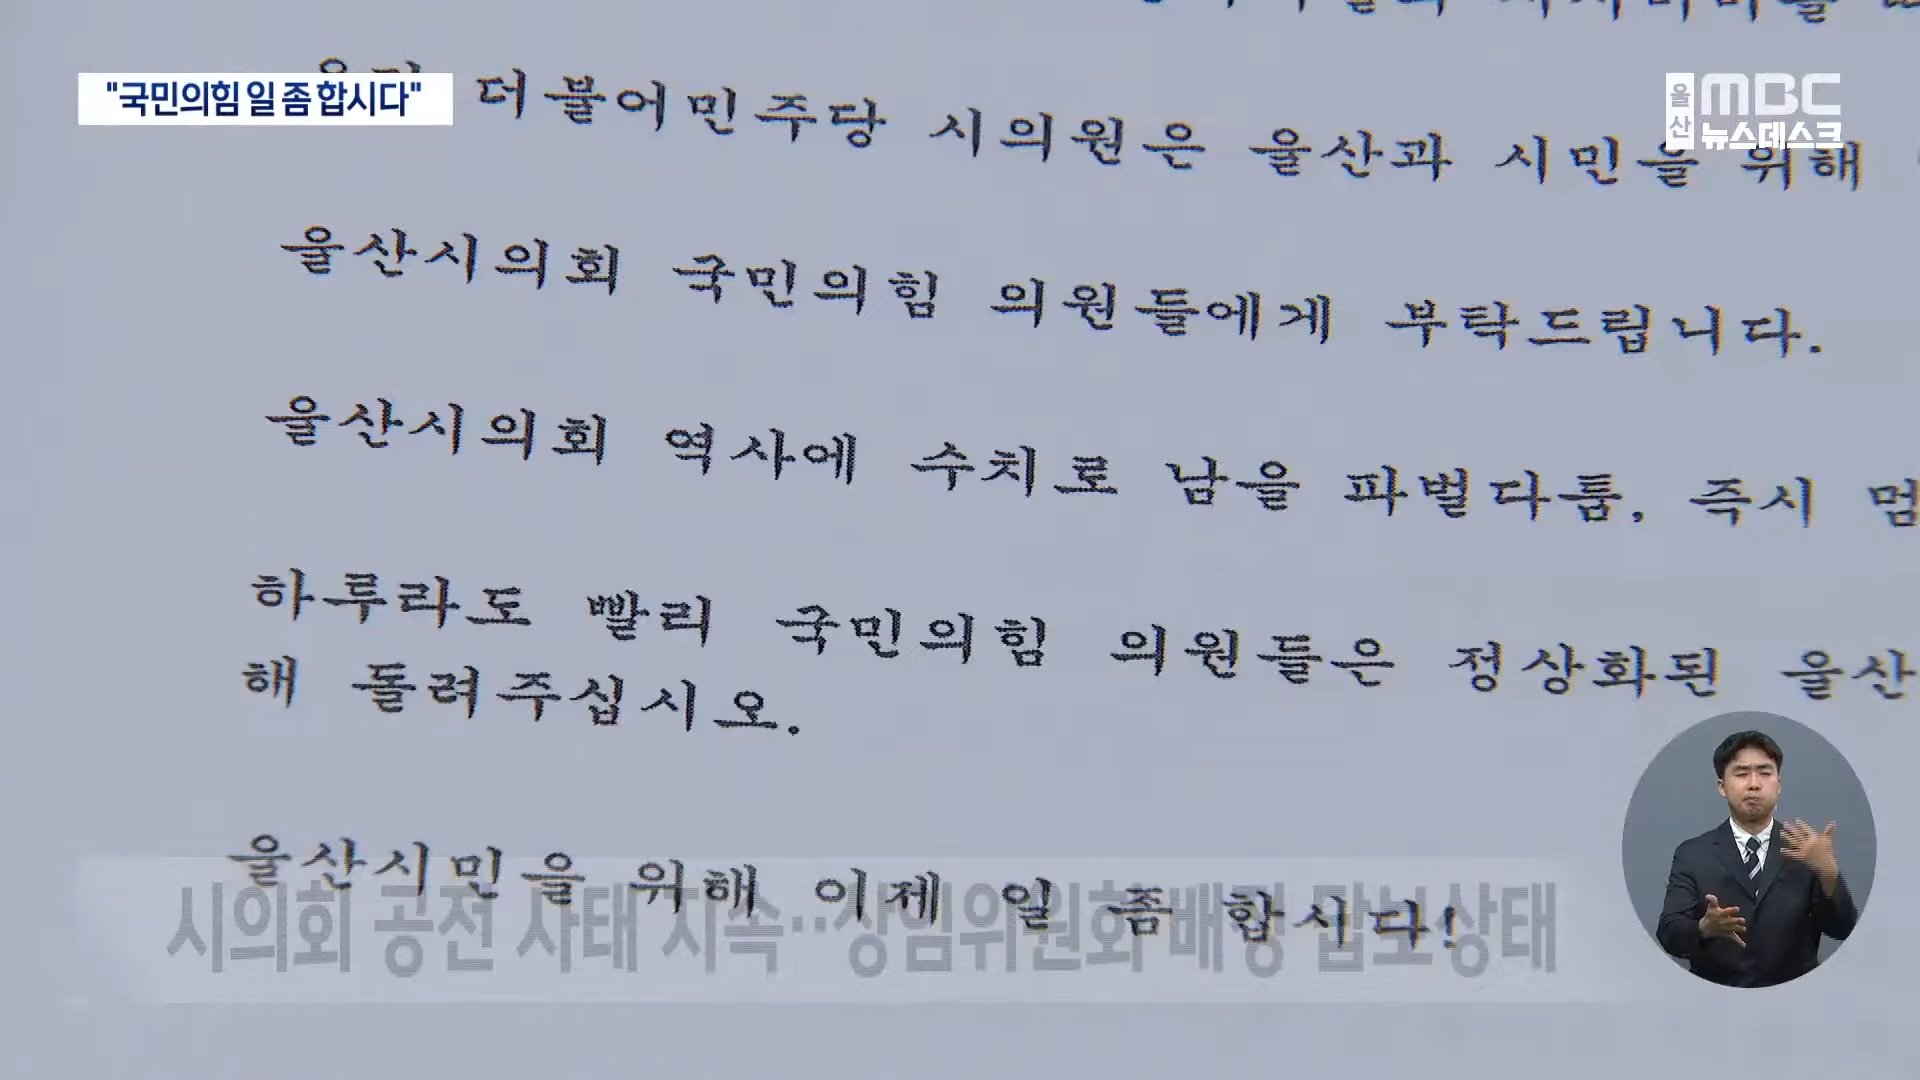 "국민의힘 일 좀 합시다"
울산 MBC
뉴스데스크
더불어민주당 시의원은 울산과 시민을 위해
울산시의회 국민의힘 의원들에게 부탁드립니다.
울산시의회 역사에 수치로 남을 파벌다툼. 즉시 멈
하루라도 빨리 국민의힘 의원들은 정상화된 울산
해 돌려주십시오.
울산시민을 위해 이제 일 좀 합시다!
시의회 공전 사태 지속··상임위원회 배정 답보상태